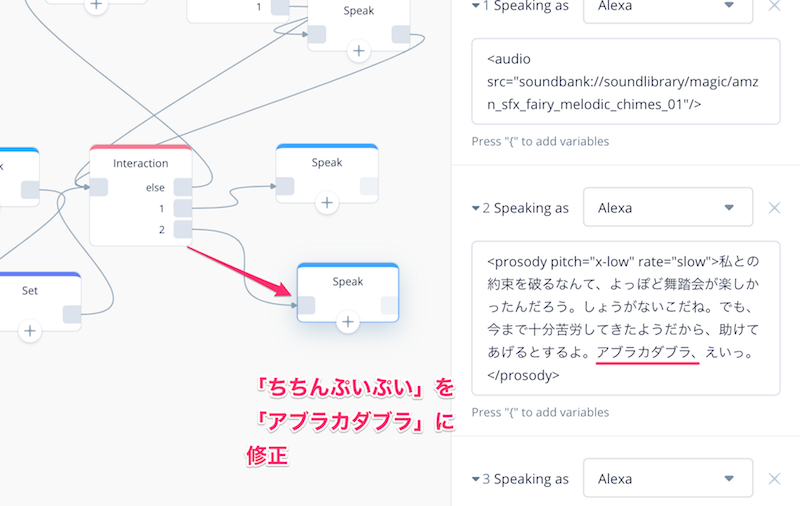 1
Speak
k
Interaction
else
1
2
Speak
Set
Speak
「ちちんぷいぷい」を
「アブラカダブラ」に
修正
1 Speaking as Alexa
<audio
src="soundbank://soundlibrary/magic/amz
n_sfx_fairy_melodic_chimes_01"/>
Press "{" to add variables
2 Speaking as Alexa
<prosody pitch="x-low" rate="slow">私との
約束を破るなんて、よっぽど舞踏会が楽しか
ったんだろう。しょうがないこだね。でも、
今まで十分苦労してきたようだから、助けて
あげるとするよ。アブラカダブラ、えいっ。
</prosody>
Press "{" to add variables
3 Speaking as Alexa